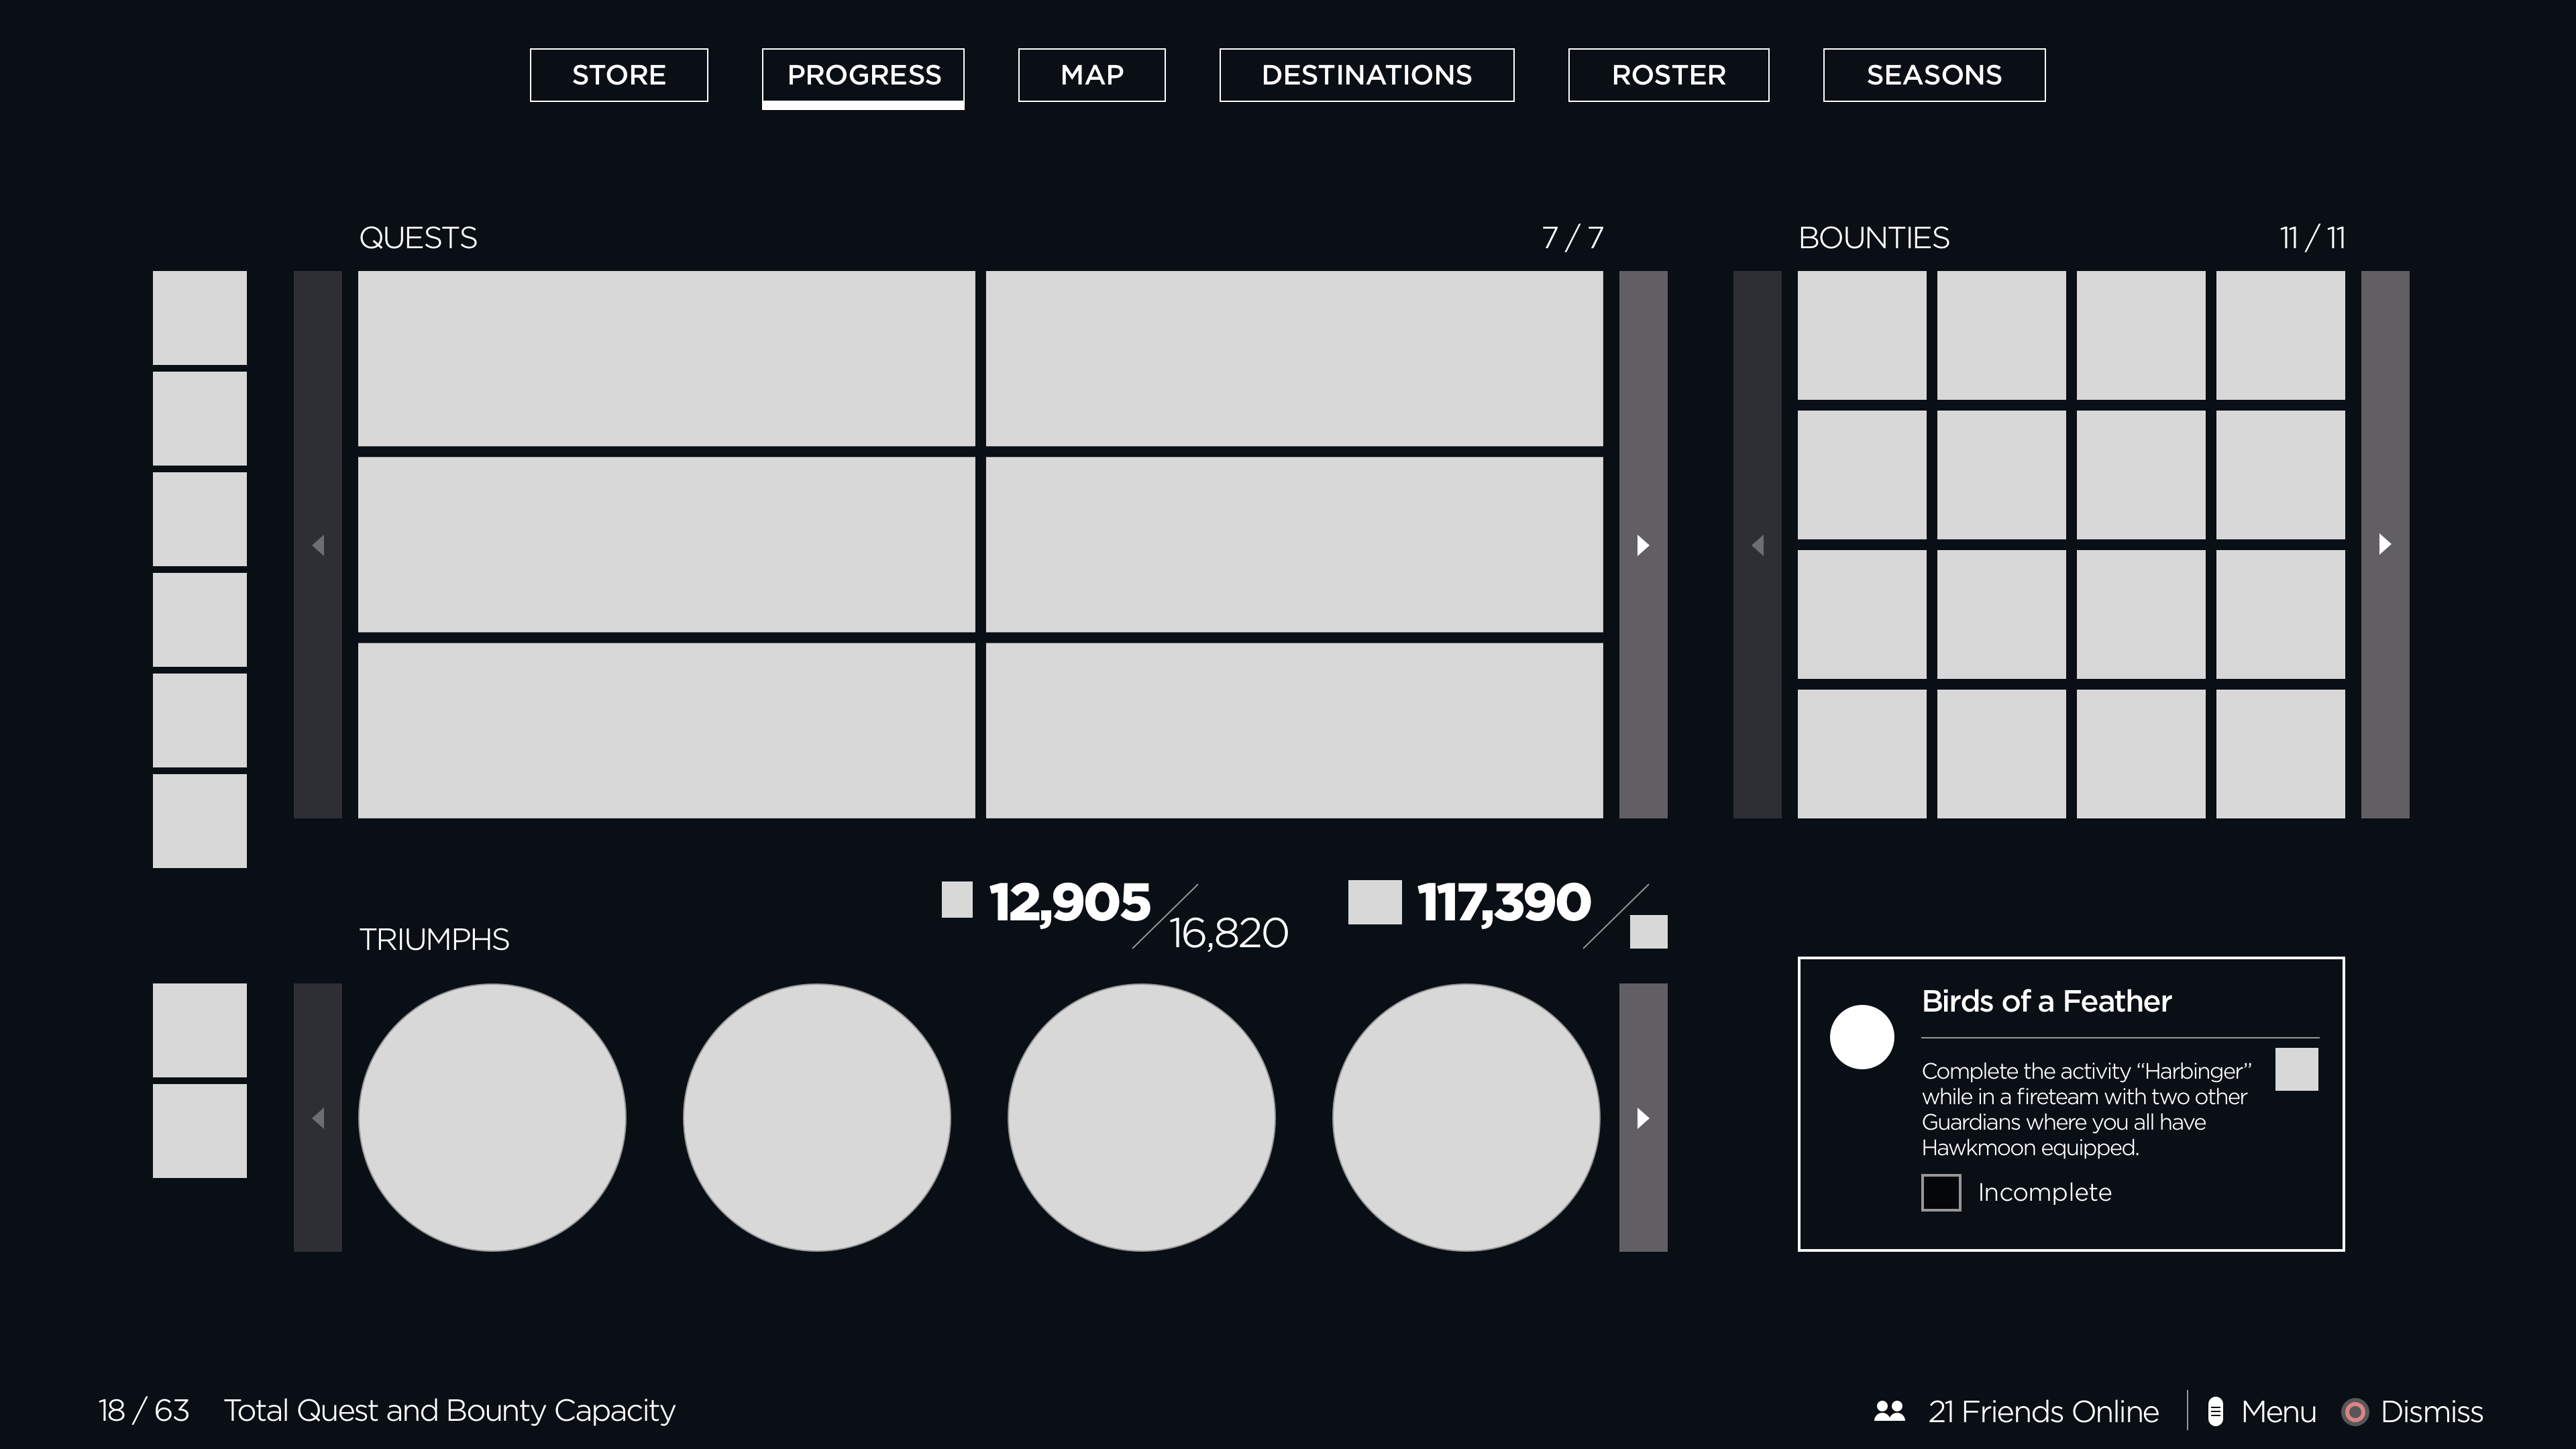 STORE
PROGRESS
MAP
DESTINATIONS
ROSTER
SEASONS
QUESTS
7 / 7
BOUNTIES
11 / 11
TRIUMPHS
12,905
16,820
117,390
Birds of a Feather
Complete the activity “Harbinger”
while in a fireteam with two other
Guardians where you all have
Hawkmoon equipped.
Incomplete
18 / 63 Total Quest and Bounty Capacity
21 Friends Online
Menu
Dismiss